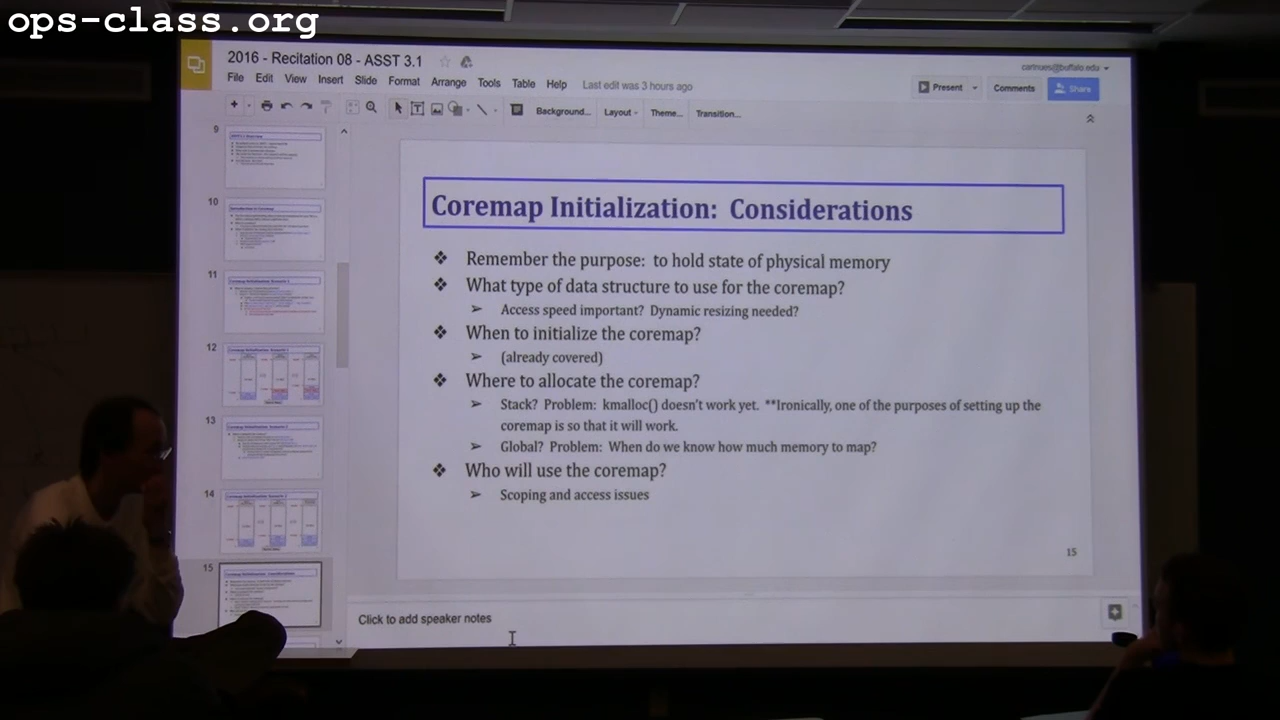 ops-class.org
2016 - Recitation 08 - ASST 3.1
File Edit View Insert Slide Format Arrange Tools Table Help Last edit was 3 hours ago
Present Comments Share
Background... Layout Theme... Transition...
9
10
11
12
13
14
15
Coremap Initialization: Considerations
❖ Remember the purpose: to hold state of physical memory
❖ What type of data structure to use for the coremap?
➢ Access speed important? Dynamic resizing needed?
❖ When to initialize the coremap?
➢ (already covered)
❖ Where to allocate the coremap?
➢ Stack? Problem: kmalloc() doesn't work yet. **Ironically, one of the purposes of setting up the
coremap is so that it will work.
➢ Global? Problem: When do we know how much memory to map?
❖ Who will use the coremap?
➢ Scoping and access issues
15
Click to add speaker notes